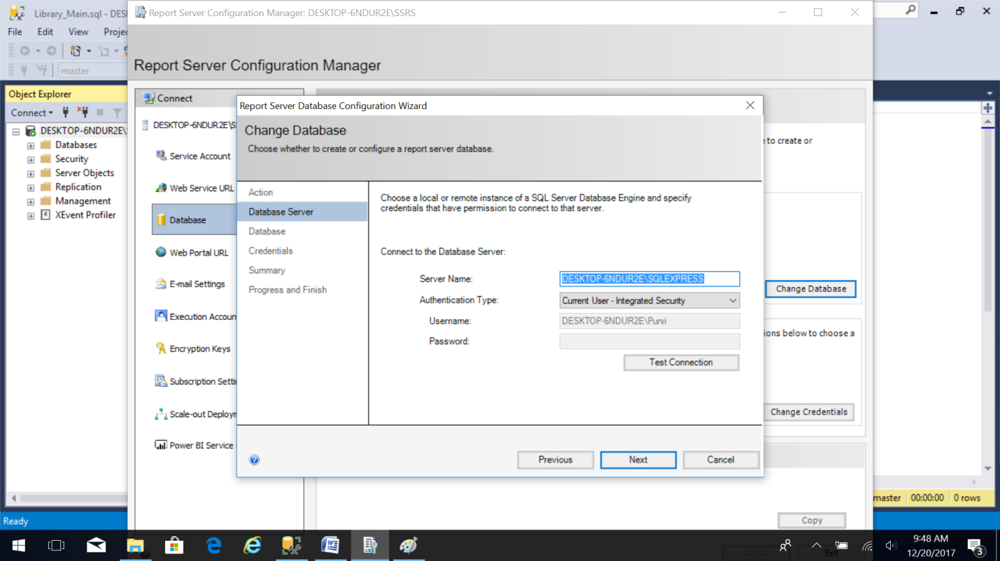 Library_Main.sql - DES
Report Server Configuration Manager: DESKTOP-6NDUR2E\SSRS
File Edit View Projec
Report Server Configuration Manager
master
Object Explorer
Connect
DESKTOP-6NDUR2E\
Databases
Security
Server Objects
Replication
Management
XEvent Profiler
Connect
DESKTOP-6NDUR2E\S
Service Account
Web Service URL
Database
Web Portal URL
E-mail Settings
Execution Accoun
Encryption Keys
Subscription Setti
Scale-out Deploym
Power BI Service
Report Server Database Configuration Wizard
Change Database
Choose whether to create or configure a report server database.
Action
Database Server
Database
Credentials
Summary
Progress and Finish
Choose a local or remote instance of a SQL Server Database Engine and specify
credentials that have permission to connect to that server.
Connect to the Database Server:
Server Name: DESKTOP-6NDUR2E\SQLEXPRESS
Authentication Type: Current User - Integrated Security
Username: DESKTOP-6NDUR2E\Purvi
Password:
Test Connection
Previous Next Cancel
to create or
Change Database
ions below to choose a
Change Credentials
Copy
Apply Exit
master 00:00:00 0 rows
Ready
9:48 AM
12/20/2017
3